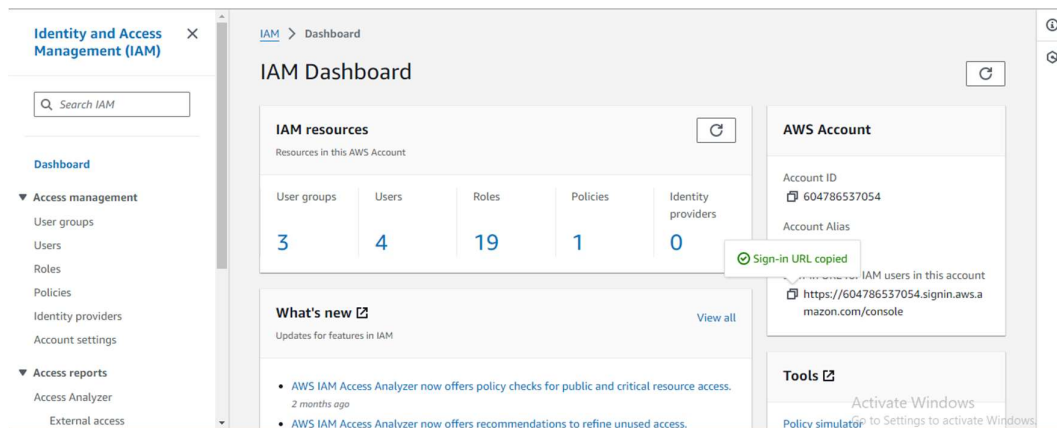 Identity and Access
Management (IAM)
Search IAM
Dashboard
Access management
User groups
Users
Roles
Policies
Identity providers
Account settings
Access reports
Access Analyzer
External access
IAM > Dashboard
IAM Dashboard
IAM resources
Resources in this AWS Account
User groups
3
Users
4
Roles
19
Policies
1
Identity
providers
0
What's new
View all
Updates for features in IAM
• AWS IAM Access Analyzer now offers policy checks for public and critical resource access.
2 months ago
• AWS IAM Access Analyzer now offers recommendations to refine unused access.
AWS Account
Account ID
604786537054
Account Alias
Sign-in URL copied
IAM users in this account
https://604786537054.signin.aws.a
mazon.com/console
Tools
Policy simulator
Activate Windows
Go to Settings to activate Windows.